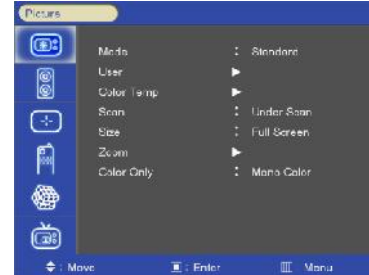 Picture
Mode : Standard
User ▶
Color Temp ▶
Scan : Under Scan
Size : Full Screen
Zoom ▶
Color Only : Mono Color
: Move : Enter Menu